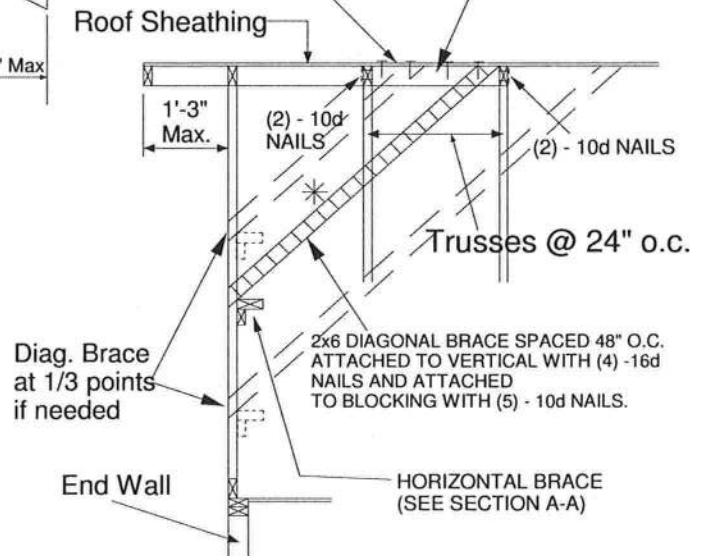 Roof Sheathing
' Max
1'-3"
Max.
(2) - 10d
NAILS
(2) - 10d NAILS
Trusses @ 24" o.c.
2x6 DIAGONAL BRACE SPACED 48" O.C.
ATTACHED TO VERTICAL WITH (4) -16d
NAILS AND ATTACHED
TO BLOCKING WITH (5) - 10d NAILS.
Diag. Brace
at 1/3 points
if needed
End Wall
HORIZONTAL BRACE
(SEE SECTION A-A)